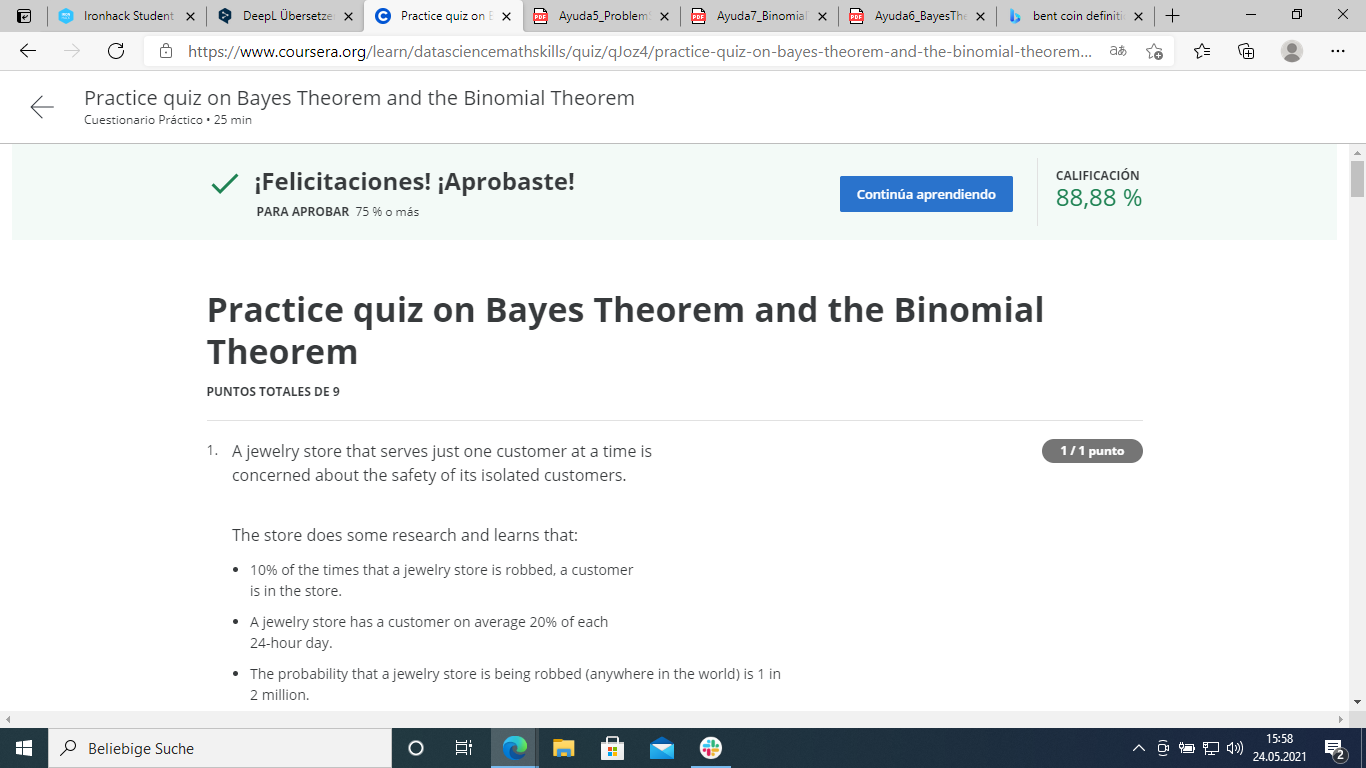 Ironhack Student
DeepL Übersetze
Practice quiz on B
Ayuda5_Problem
Ayuda7_Binomial
Ayuda6_BayesThe
bent coin definiti
https://www.coursera.org/learn/datasciencemathskills/quiz/qJoz4/practice-quiz-on-bayes-theorem-and-the-binomial-theorem...
Practice quiz on Bayes Theorem and the Binomial Theorem
Cuestionario Práctico • 25 min
¡Felicitaciones! ¡Aprobaste!
PARA APROBAR 75 % o más
Continúa aprendiendo
CALIFICACIÓN
88,88 %
Practice quiz on Bayes Theorem and the Binomial
Theorem
PUNTOS TOTALES DE 9
1. A jewelry store that serves just one customer at a time is
concerned about the safety of its isolated customers.
1 / 1 punto
The store does some research and learns that:
• 10% of the times that a jewelry store is robbed, a customer
is in the store.
• A jewelry store has a customer on average 20% of each
24-hour day.
• The probability that a jewelry store is being robbed (anywhere in the world) is 1 in
2 million.
Beliebige Suche
15:58
24.05.2021
2